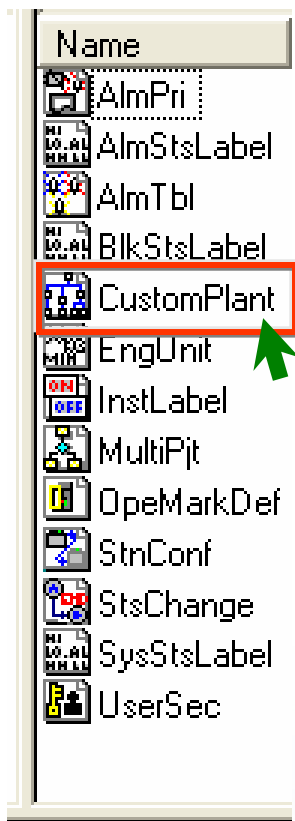 Name
AlmPri
AlmStsLabel
AlmTbl
BlkStsLabel
CustomPlant
EngUnit
InstLabel
MultiPjt
OpeMarkDef
StnConf
StsChange
SysStsLabel
UserSec